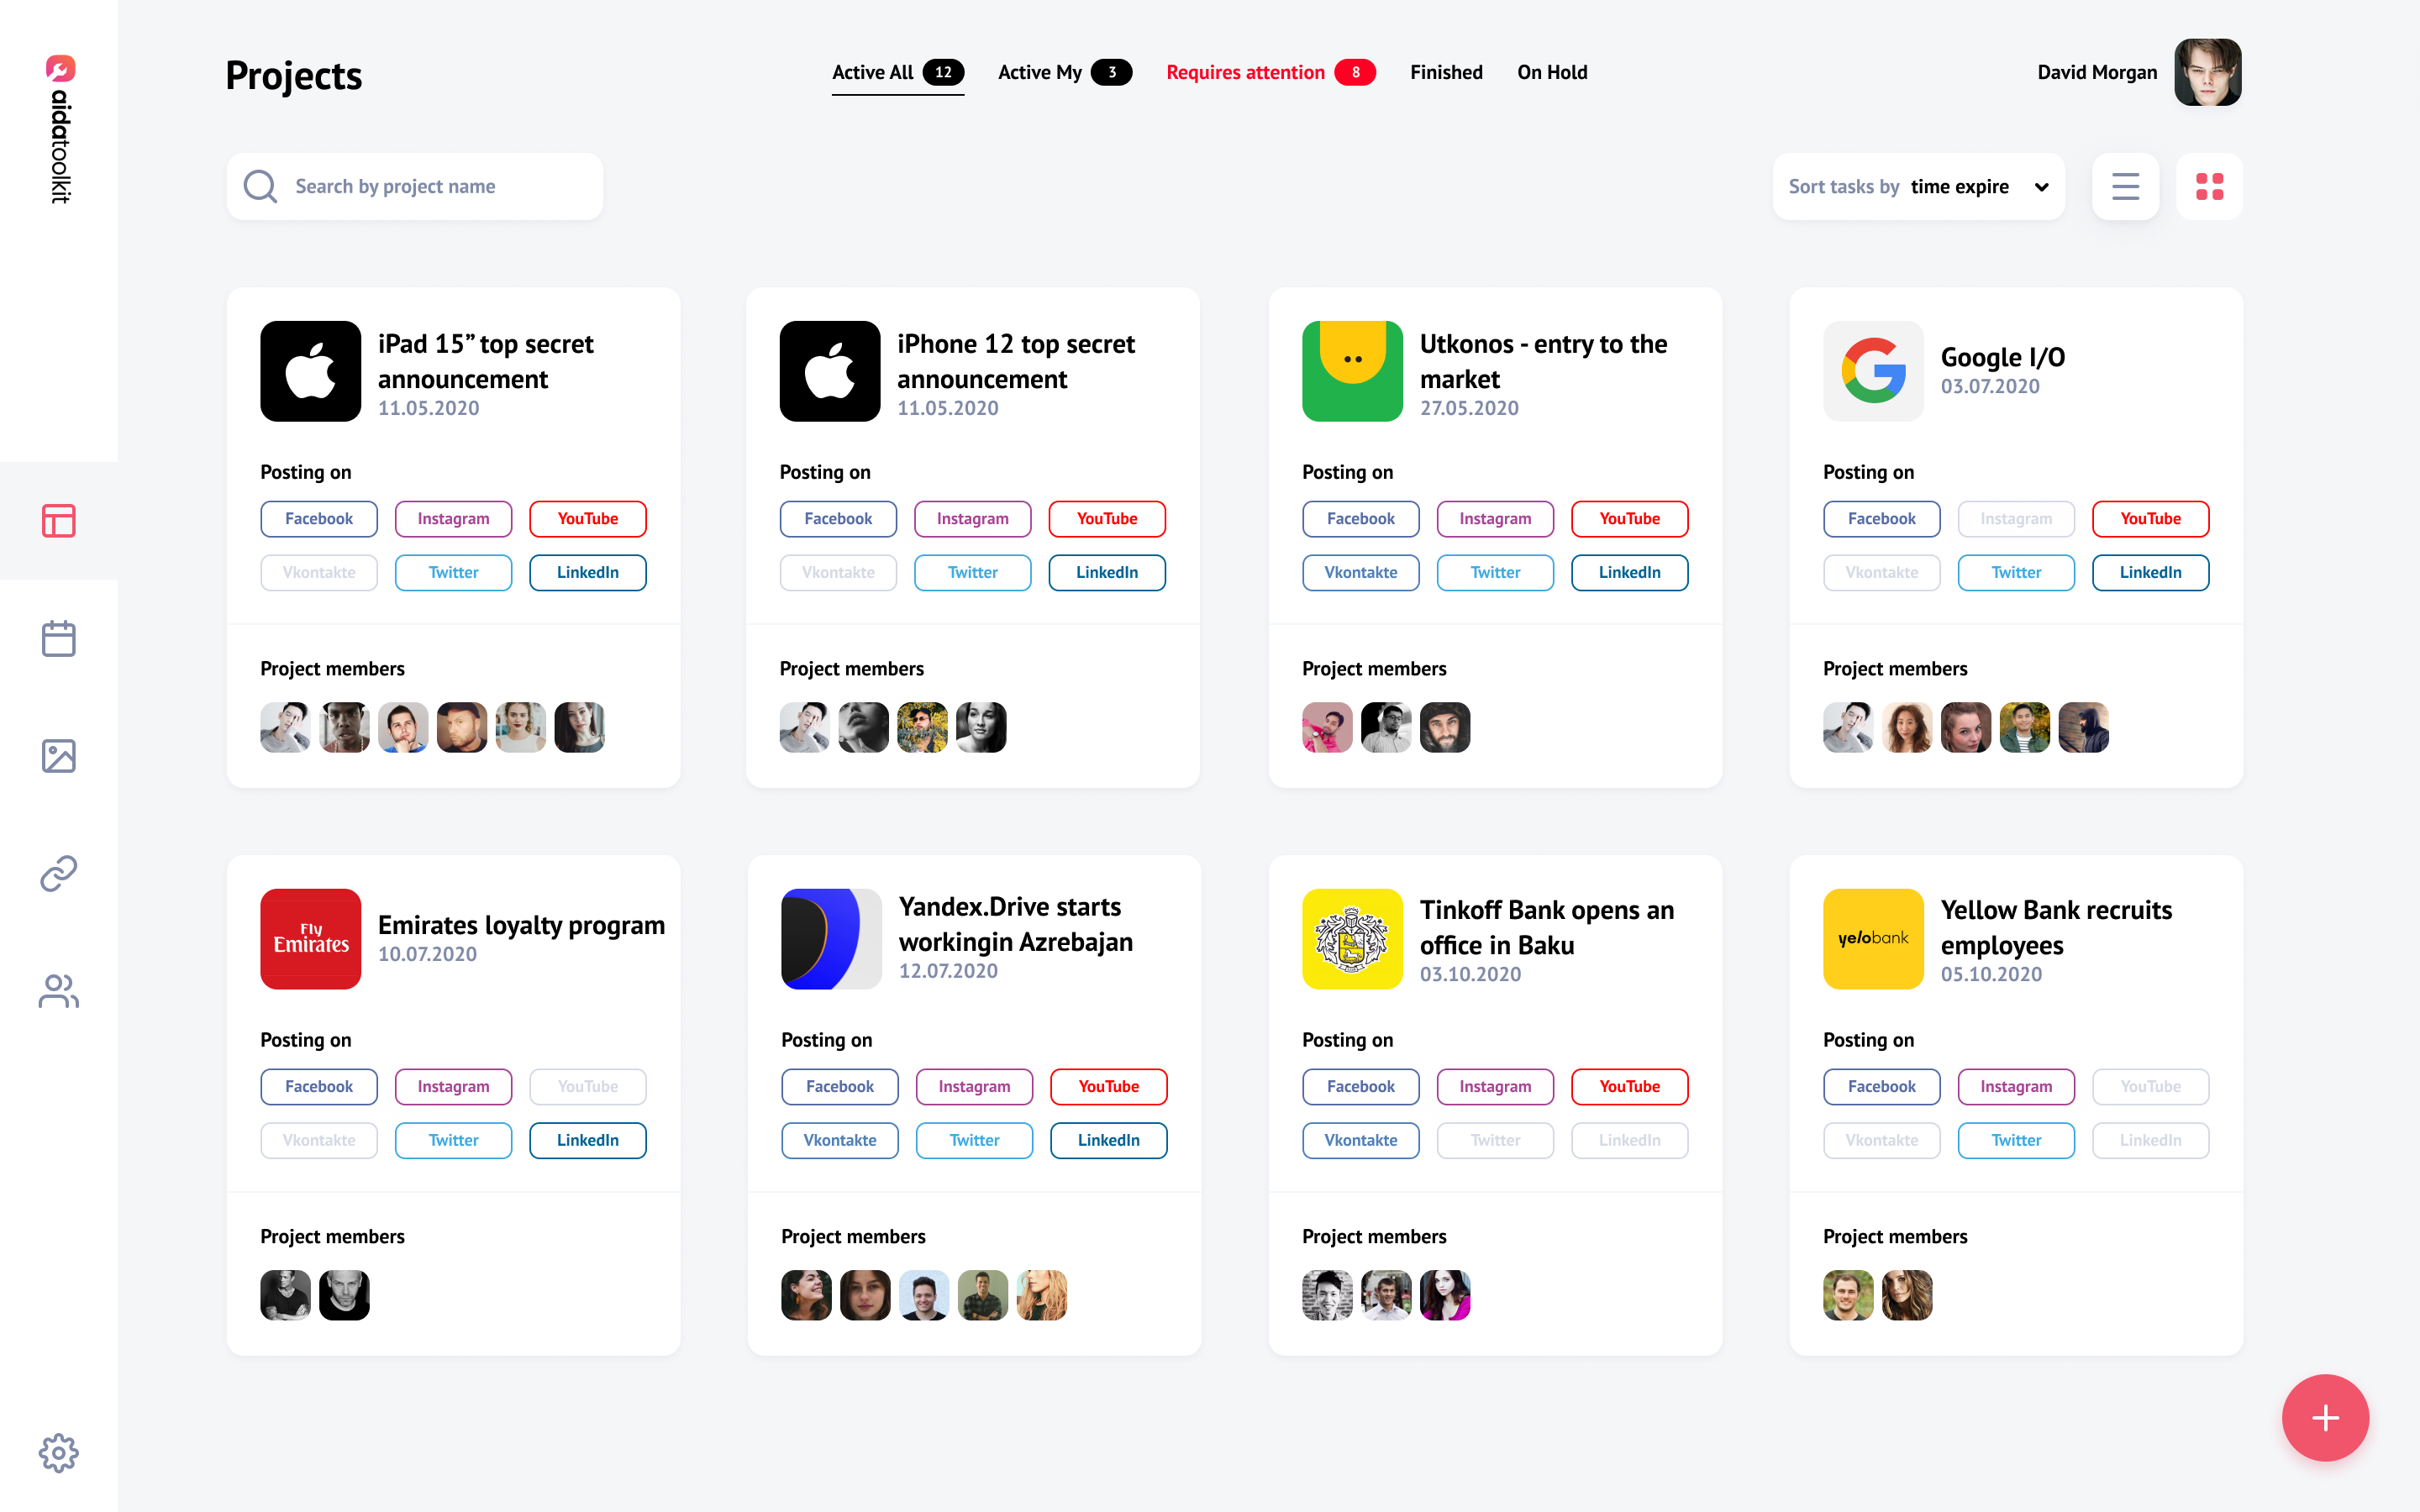 aidatoolkit
Projects
Active All 12
Active My 3
Requires attention 8
Finished
On Hold
David Morgan
Search by project name
Sort tasks by time expire
iPad 15” top secret
announcement
11.05.2020
Posting on
Facebook Instagram YouTube
Vkontakte Twitter LinkedIn
Project members
iPhone 12 top secret
announcement
11.05.2020
Posting on
Facebook Instagram YouTube
Vkontakte Twitter LinkedIn
Project members
Utkonos - entry to the
market
27.05.2020
Posting on
Facebook Instagram YouTube
Vkontakte Twitter LinkedIn
Project members
Google I/O
03.07.2020
Posting on
Facebook Instagram YouTube
Vkontakte Twitter LinkedIn
Project members
Fly
Emirates
Emirates loyalty program
10.07.2020
Posting on
Facebook Instagram YouTube
Vkontakte Twitter LinkedIn
Project members
Yandex.Drive starts
workingin Azrebajan
12.07.2020
Posting on
Facebook Instagram YouTube
Vkontakte Twitter LinkedIn
Project members
Tinkoff Bank opens an
office in Baku
03.10.2020
Posting on
Facebook Instagram YouTube
Vkontakte Twitter LinkedIn
Project members
yelobank
Yellow Bank recruits
employees
05.10.2020
Posting on
Facebook Instagram YouTube
Vkontakte Twitter LinkedIn
Project members